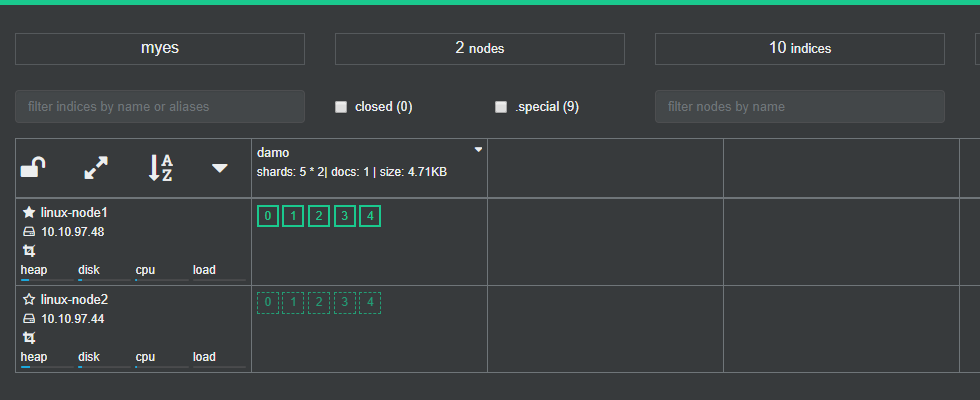 myes
2 nodes
10 indices
filter indices by name or aliases
closed (0)
.special (9)
filter nodes by name
A
Z
damo
shards: 5 * 2| docs: 1 | size: 4.71KB
linux-node1
10.10.97.48
heap disk cpu load
0 1 2 3 4
linux-node2
10.10.97.44
heap disk cpu load
0 1 2 3 4